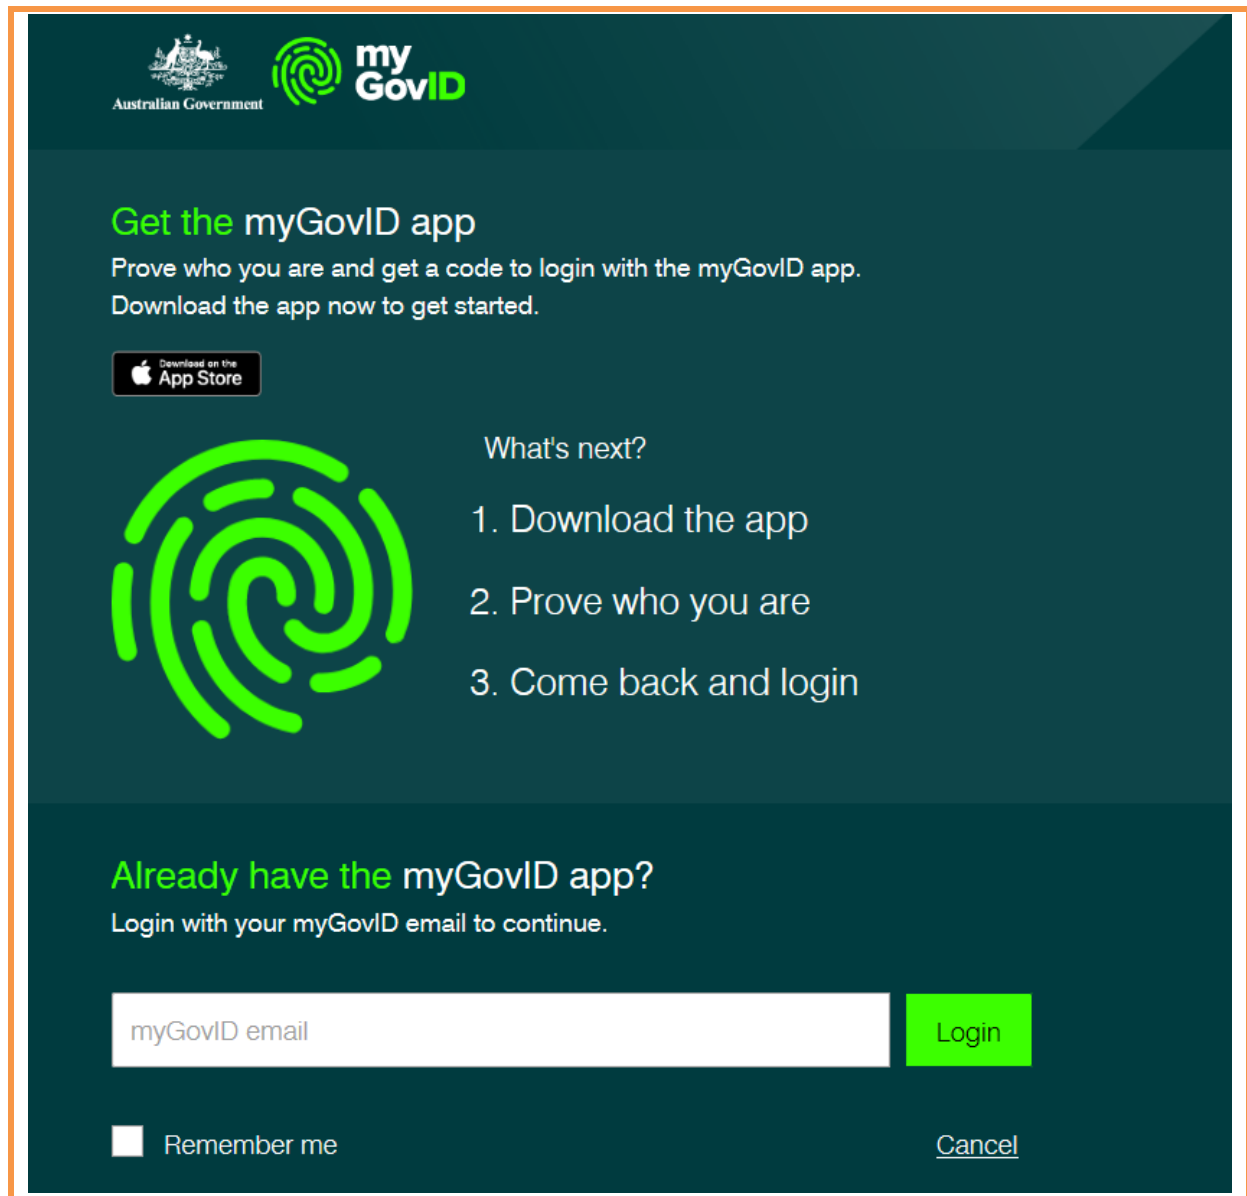 Australian Government
my
GovID
Get the myGovID app
Prove who you are and get a code to login with the myGovID app.
Download the app now to get started.
Download on the
App Store
What's next?
1. Download the app
2. Prove who you are
3. Come back and login
Already have the myGovID app?
Login with your myGovID email to continue.
myGovID email
Login
Remember me
Cancel